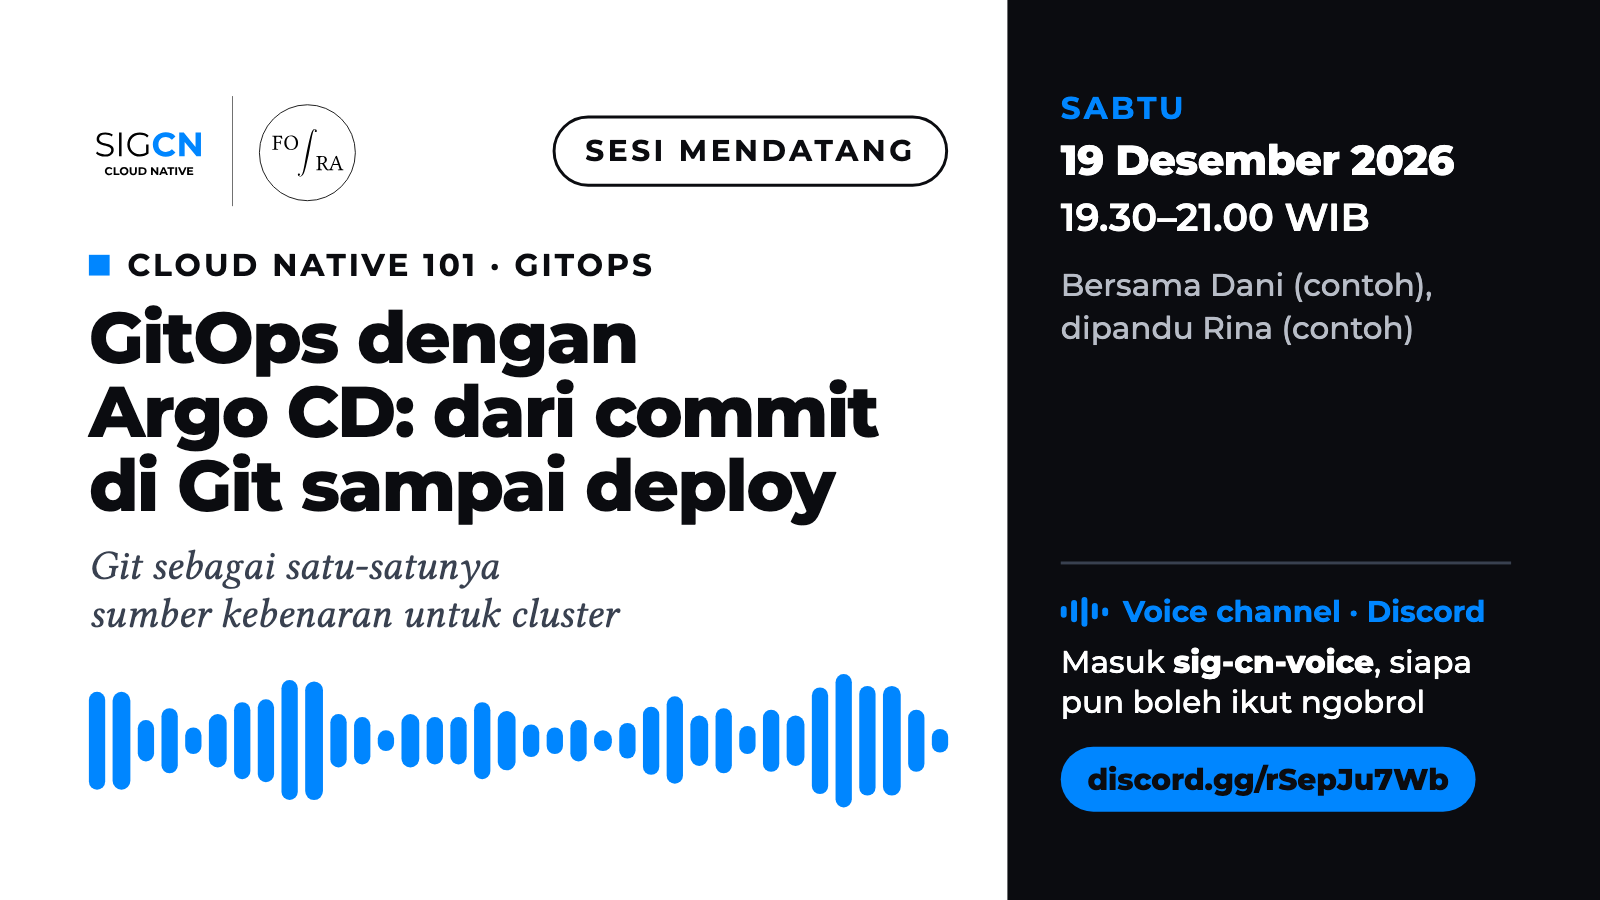 SIGCN
CLOUD NATIVE
FO
RA
SESI MENDATANG
CLOUD NATIVE 101 · GITOPS
GitOps dengan
Argo CD: dari commit
di Git sampai deploy
Git sebagai satu-satunya
sumber kebenaran untuk cluster
SABTU
19 Desember 2026
19.30–21.00 WIB
Bersama Dani (contoh),
dipandu Rina (contoh)
Voice channel · Discord
Masuk sig-cn-voice, siapa
pun boleh ikut ngobrol
discord.gg/rSepJu7Wb